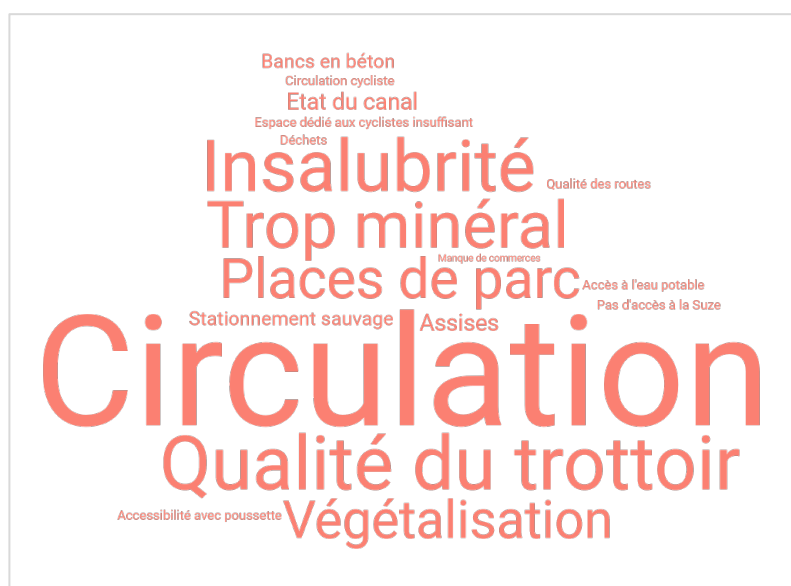 Bancs en béton
Circulation cycliste
Etat du canal
Espace dédié aux cyclistes insuffisant
Déchets
Insalubrité
Qualité des routes
Trop minéral
Manque de commerces
Places de parc
Accès à l'eau potable
Pas d'accès à la Suze
Stationnement sauvage
Assises
Circulation
Qualité du trottoir
Accessibilité avec poussette
Végétalisation